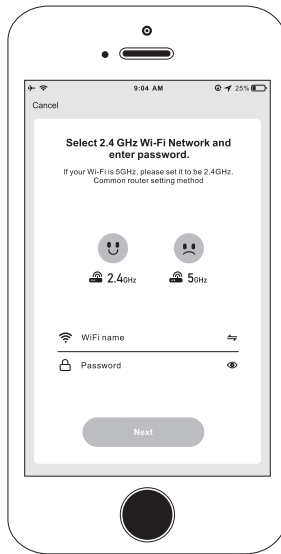 9:04 AM
25%
Cancel
Select 2.4 GHz Wi-Fi Network and
enter password.
If your Wi-Fi is 5GHz, please set it to be 2.4GHz.
Common router setting method
2.4GHz
5GHz
WiFi name
Password
Next